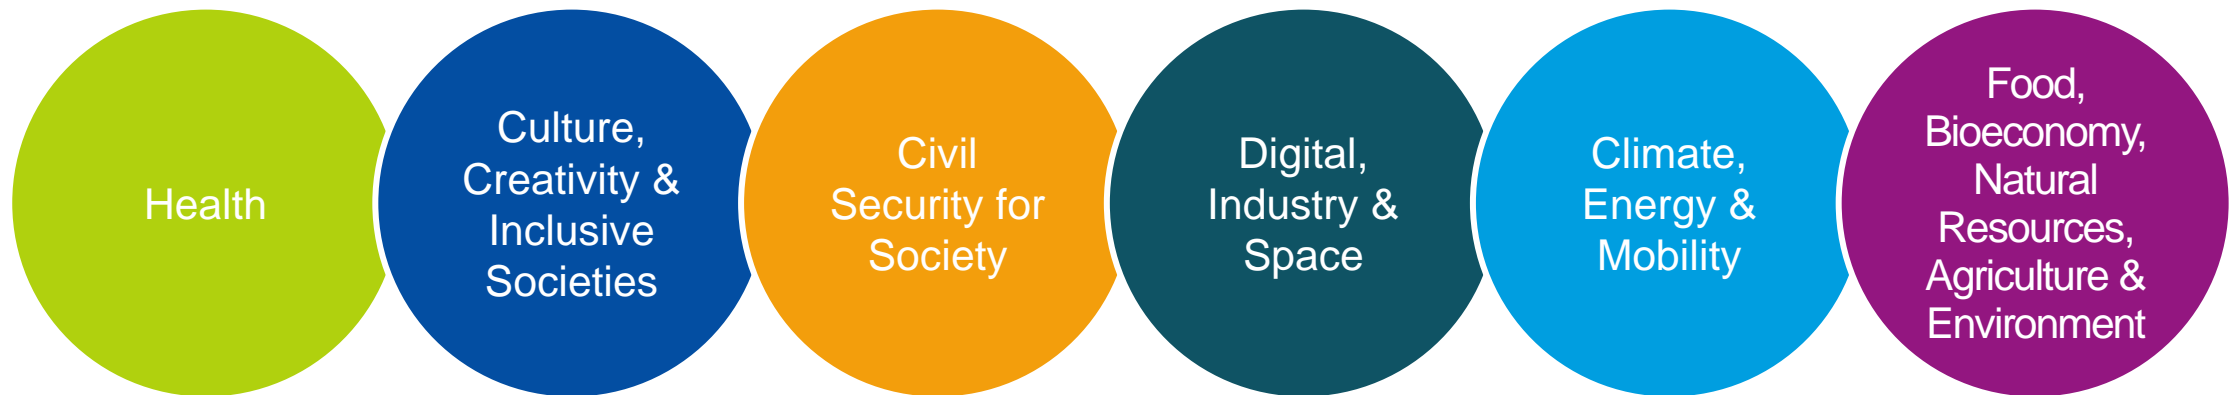 Health
Culture,
Creativity &
Inclusive
Societies
Civil
Security for
Society
Digital,
Industry &
Space
Climate,
Energy &
Mobility
Food,
Bioeconomy,
Natural
Resources,
Agriculture &
Environment